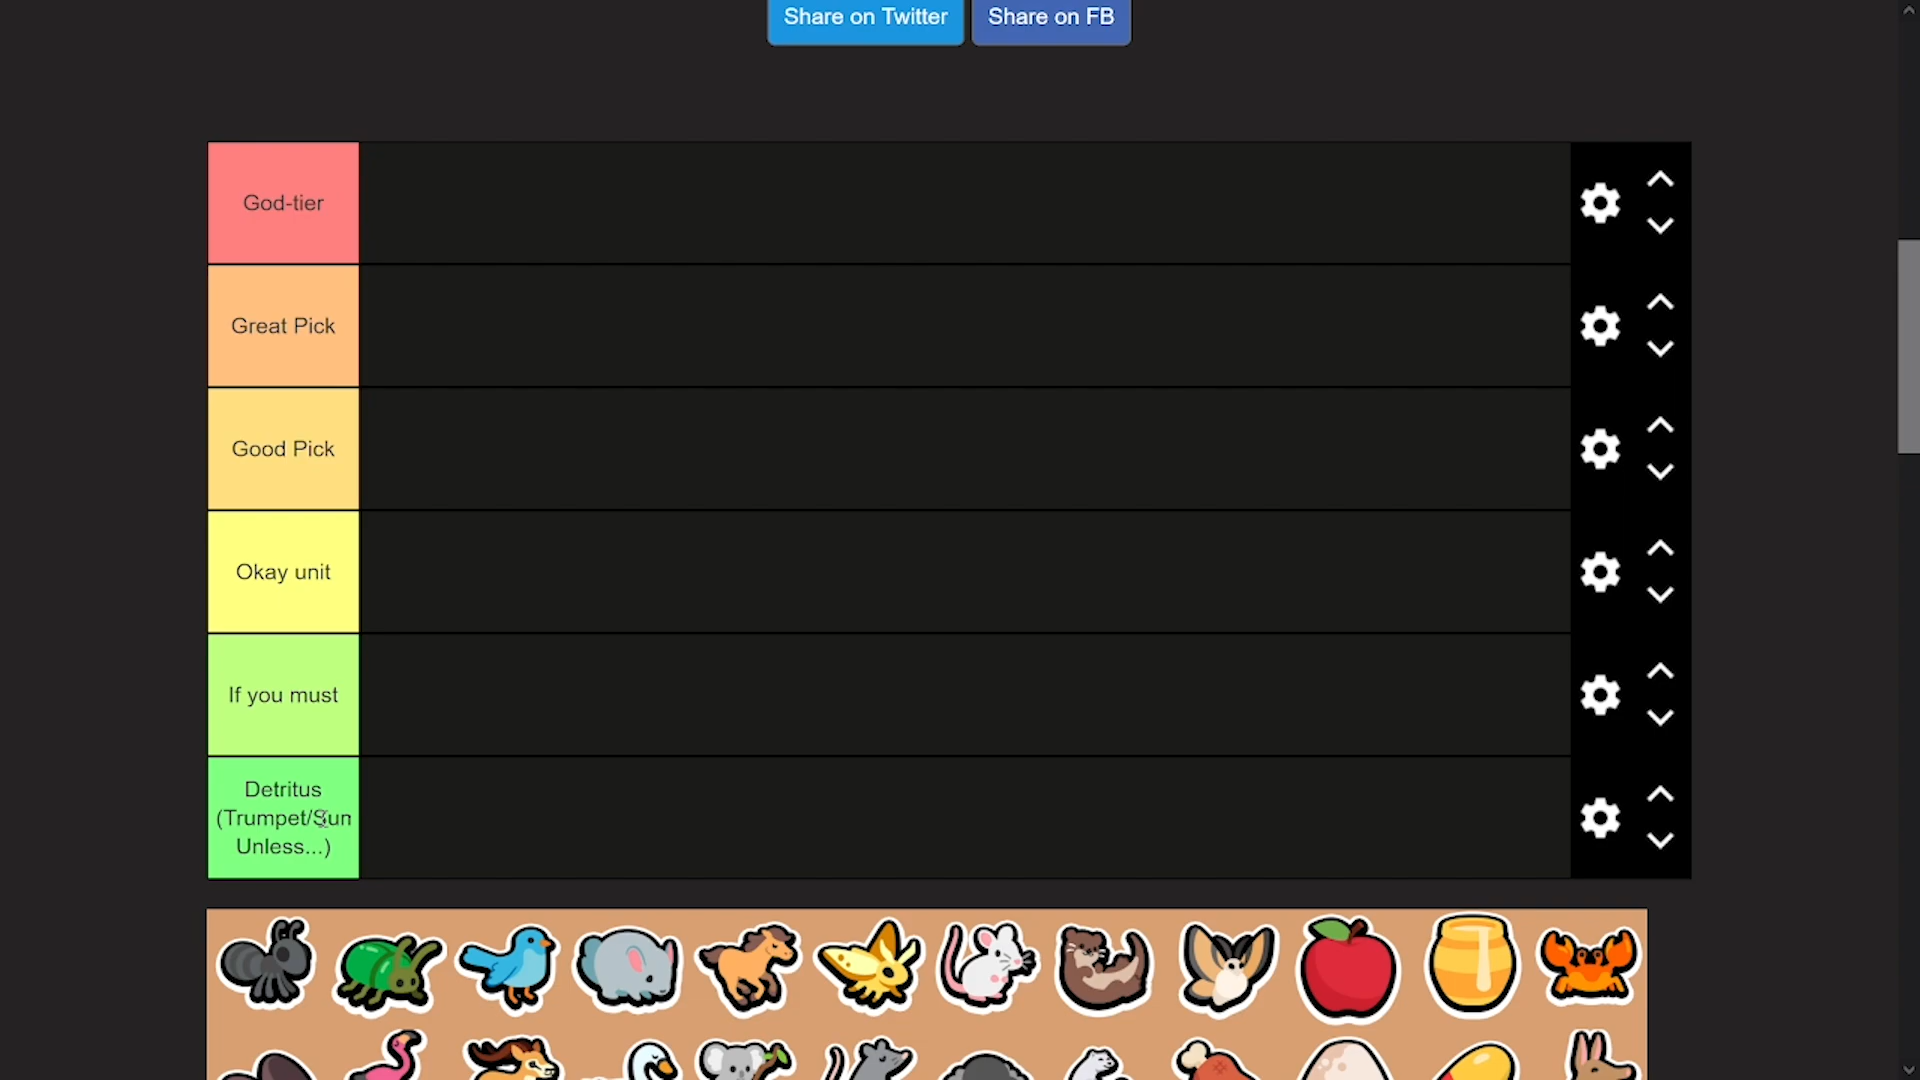 Share on Twitter
Share on FB
God-tier
Great Pick
Good Pick
Okay unit
If you must
Detritus
(Trumpet/Sun
Unless...)